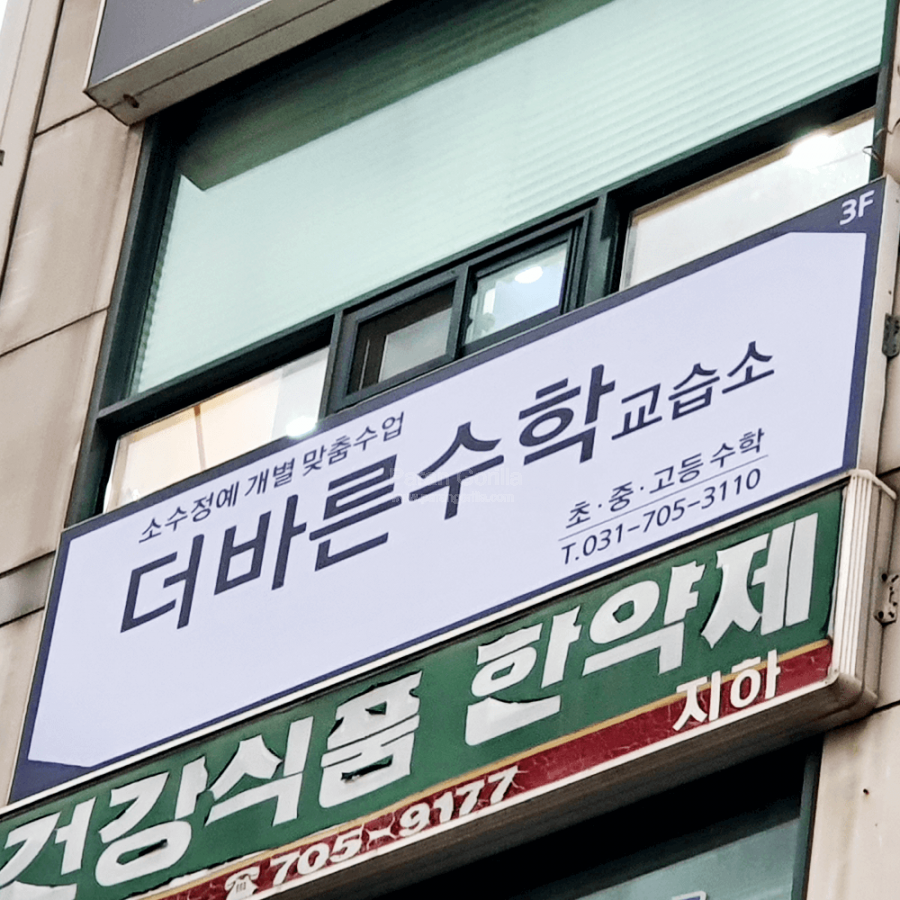 3F
소수정예 개별 맞춤수업
더바른수학교습소
초·중·고등 수학
T.031-705-3110
건강식품 한약제
지하
☎705-9177